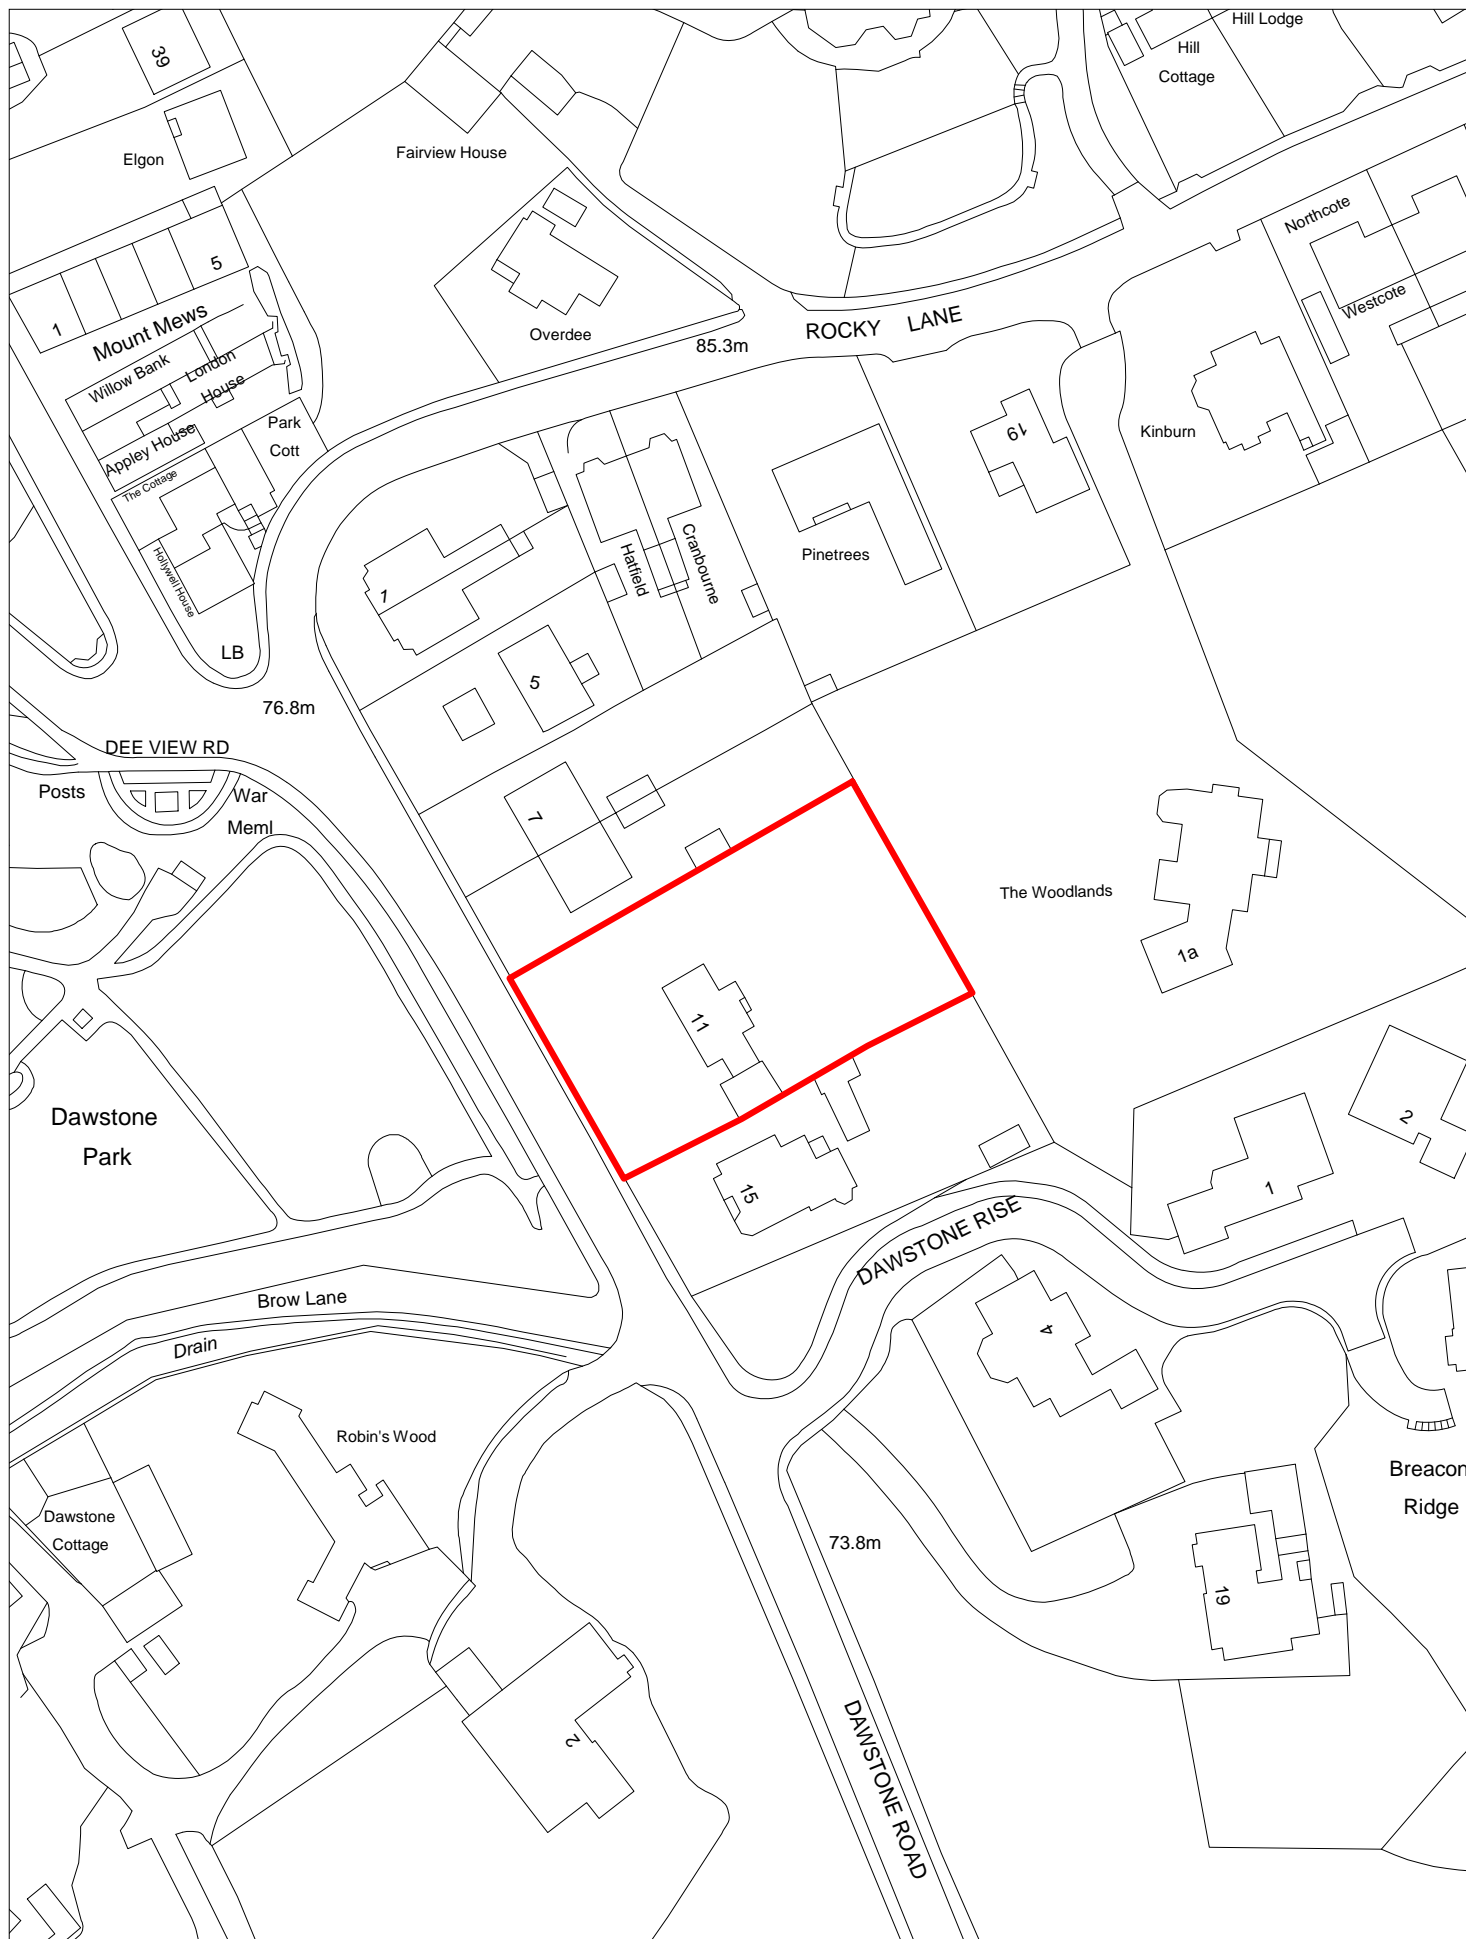 Hill Lodge
Hill
Cottage
39
Elgon
Fairview House
Northcote
Westcote
5
1
Mount Mews
Willow Bank
London
House
Appley House
Park
Cott
The Cottage
Hollywell House
Overdee
85.3m
ROCKY LANE
19
Kinburn
Pinetrees
Hatfield
Cranbourne
1
5
LB
76.8m
DEE VIEW RD
Posts
War
Meml
7
The Woodlands
1a
11
Dawstone
Park
15
2
1
DAWSTONE RISE
Brow Lane
Drain
4
Robin's Wood
Dawstone
Cottage
Breacon
Ridge
73.8m
19
2
DAWSTONE ROAD